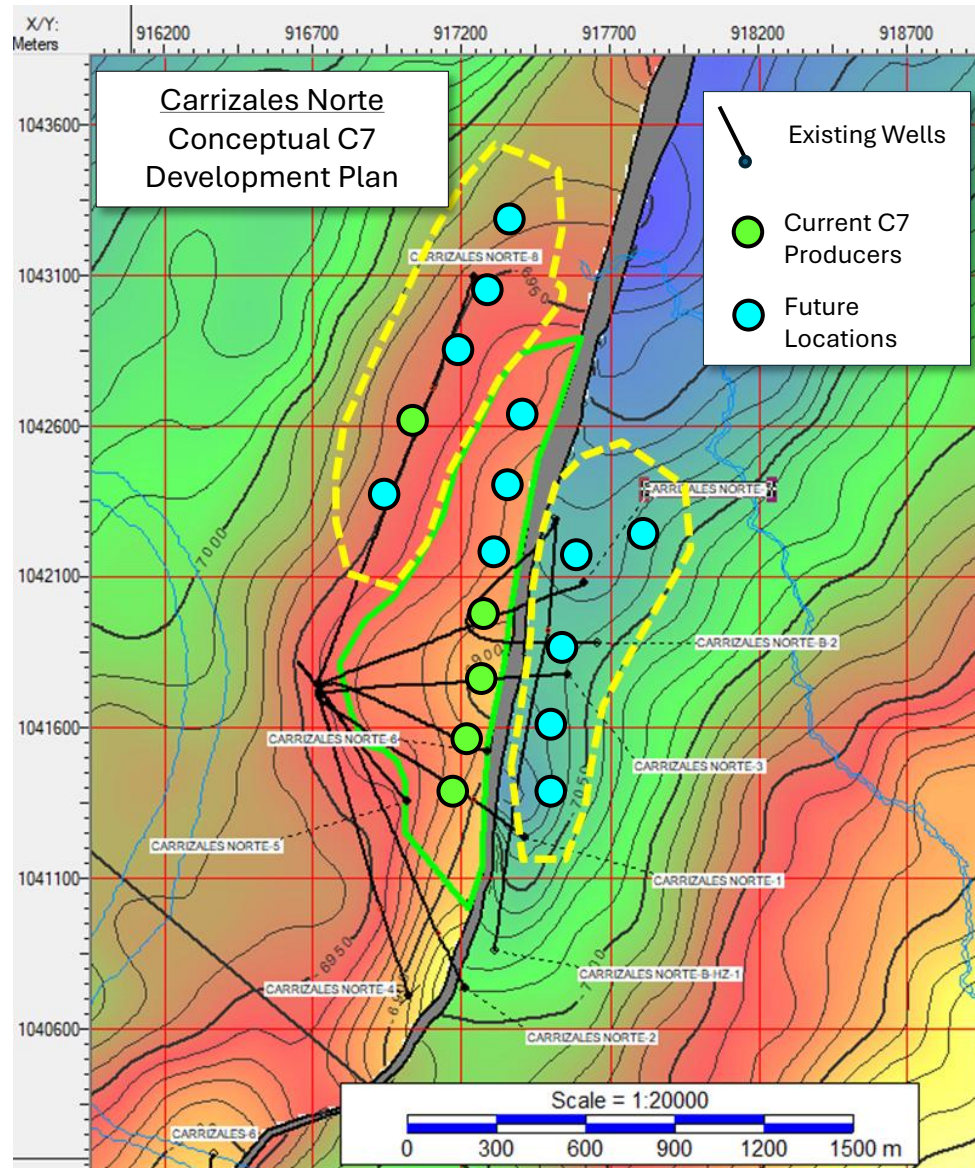 X/Y:
Meters
916200 916700 917200 917700 918200 918700
Carrizales Norte
Conceptual C7
Development Plan
Existing Wells
Current C7
Producers
Future
Locations
1043600
1043100
1042600
1042100
1041600
1041100
1040600
CARRIZALES NORTE-8
-6950
CARRIZALES NORTE-
-7000
CARRIZALES NORTE-B-2
CARRIZALES NORTE-6
CARRIZALES NORTE-3
-7050
CARRIZALES NORTE-5
CARRIZALES NORTE-1
-6950
CARRIZALES NORTE-B-HZ-1
CARRIZALES NORTE-4
CARRIZALES NORTE-2
CARRIZALES-6
Scale = 1:20000
0 300 600 900 1200 1500 m